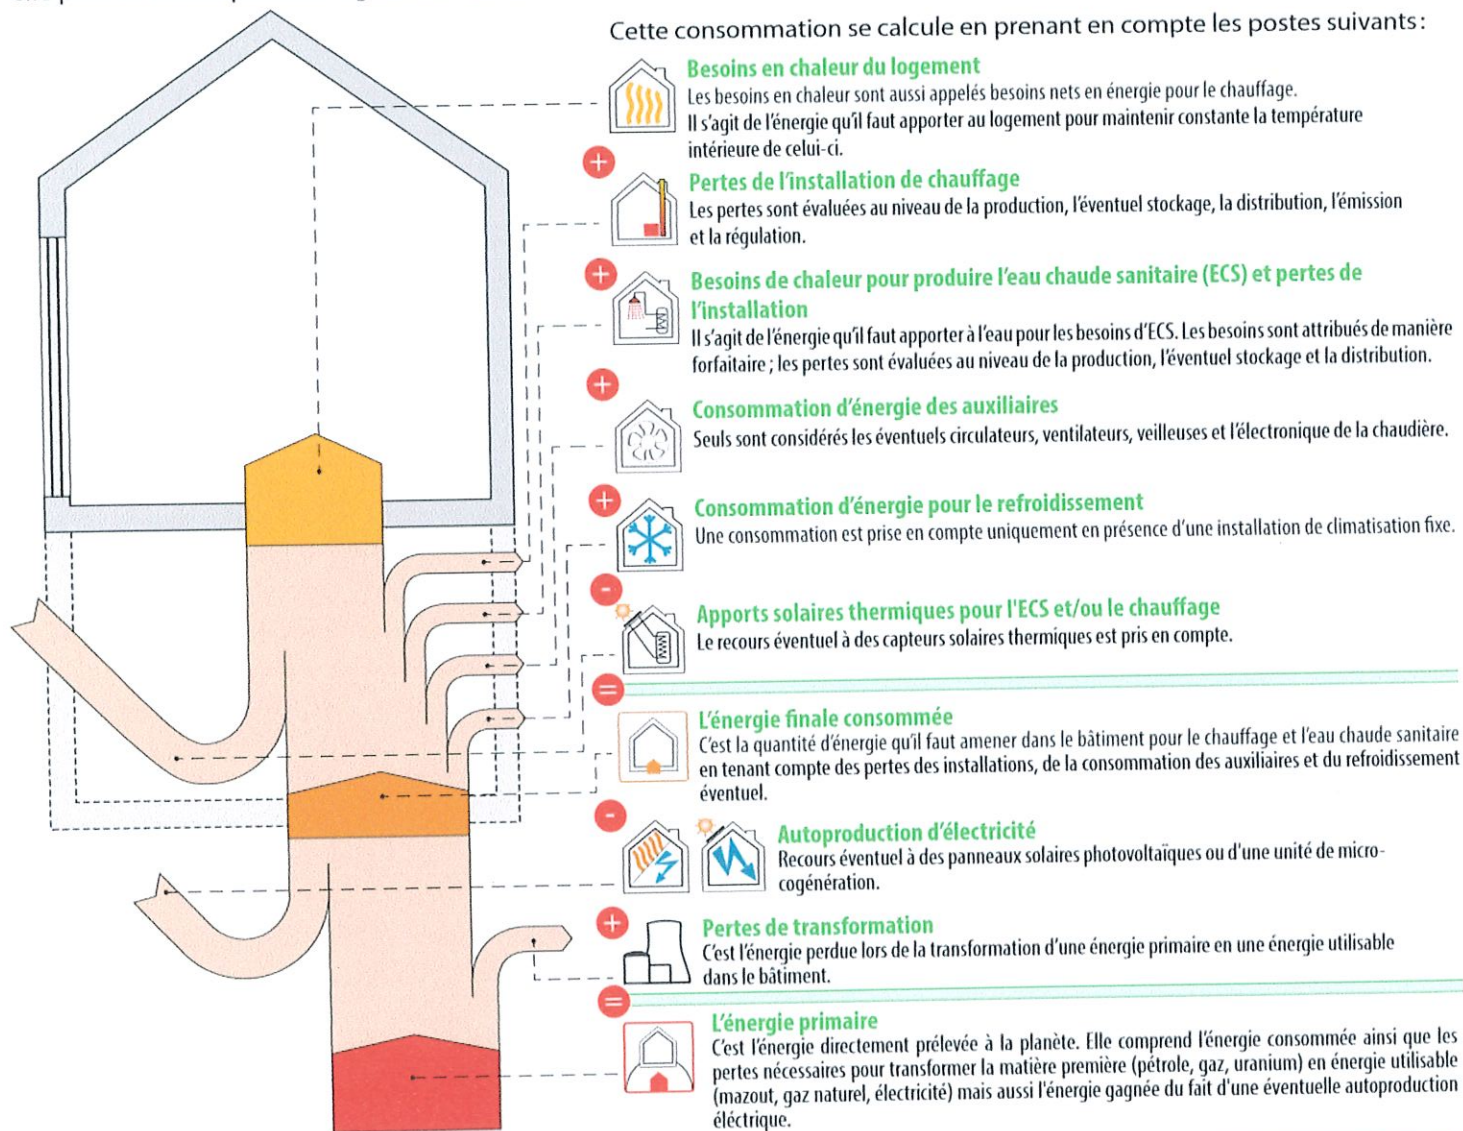 Cette consommation se calcule en prenant en compte les postes suivants :
Besoins en chaleur du logement
Les besoins en chaleur sont aussi appelés besoins nets en énergie pour le chauffage.
Il s'agit de l'énergie qu'il faut apporter au logement pour maintenir constante la température
intérieure de celui-ci.
+
Pertes de l'installation de chauffage
Les pertes sont évaluées au niveau de la production, l'éventuel stockage, la distribution, l'émission
et la régulation.
+
Besoins de chaleur pour produire l'eau chaude sanitaire (ECS) et pertes de
l'installation
Il s'agit de l'énergie qu'il faut apporter à l'eau pour les besoins d'ECS. Les besoins sont attribués de manière
forfaitaire ; les pertes sont évaluées au niveau de la production, l'éventuel stockage et la distribution.
+
Consommation d'énergie des auxiliaires
Seuls sont considérés les éventuels circulateurs, ventilateurs, veilleuses et l'électronique de la chaudière.
+
Consommation d'énergie pour le refroidissement
Une consommation est prise en compte uniquement en présence d'une installation de climatisation fixe.
-
Apports solaires thermiques pour l'ECS et/ou le chauffage
Le recours éventuel à des capteurs solaires thermiques est pris en compte.
=
L'énergie finale consommée
C'est la quantité d'énergie qu'il faut amener dans le bâtiment pour le chauffage et l'eau chaude sanitaire
en tenant compte des pertes des installations, de la consommation des auxiliaires et du refroidissement
éventuel.
-
Autoproduction d'électricité
Recours éventuel à des panneaux solaires photovoltaïques ou d'une unité de micro-
cogénération.
+
Pertes de transformation
C'est l'énergie perdue lors de la transformation d'une énergie primaire en une énergie utilisable
dans le bâtiment.
=
L'énergie primaire
C'est l'énergie directement prélevée à la planète. Elle comprend l'énergie consommée ainsi que les
pertes nécessaires pour transformer la matière première (pétrole, gaz, uranium) en énergie utilisable
(mazout, gaz naturel, électricité) mais aussi l'énergie gagnée du fait d'une éventuelle autoproduction
éléctrique.